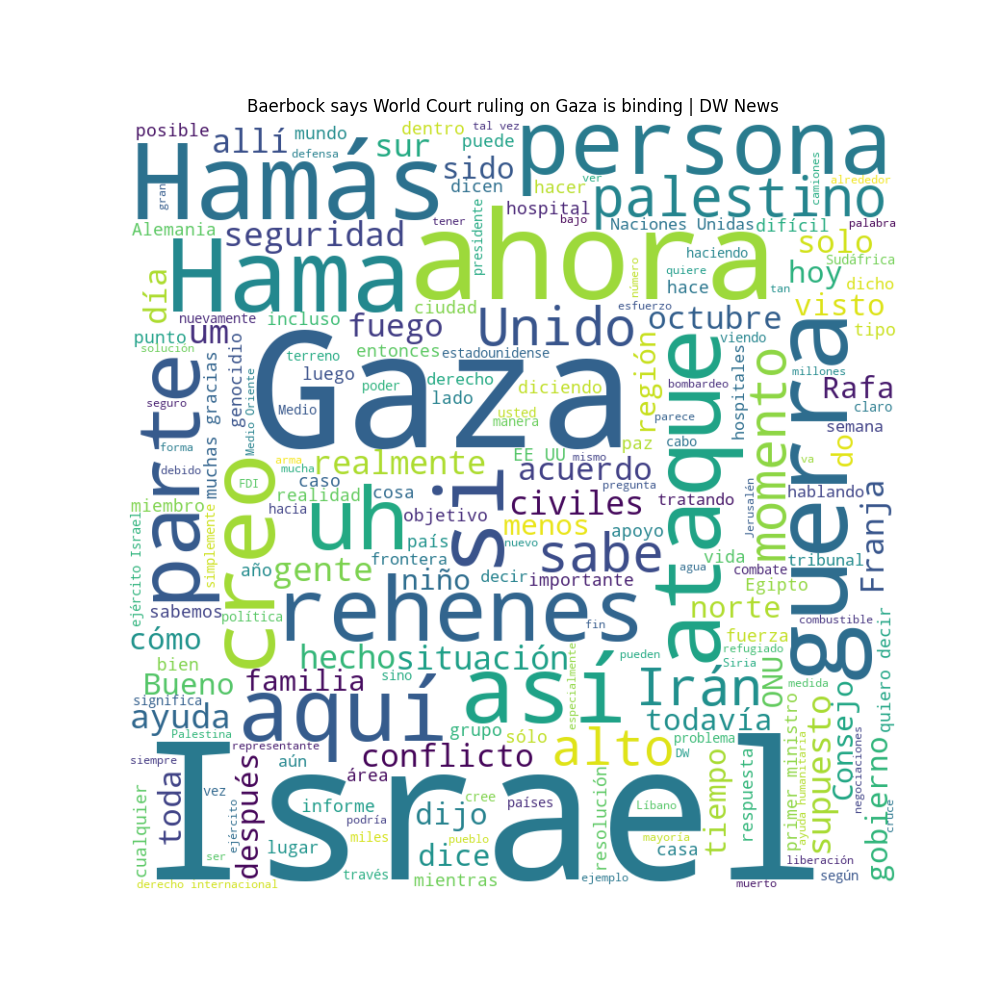 Baerbock says World Court ruling on Gaza is binding | DW News
posible
allí
mundo
dentro
tal vez
persona
defensa
sur
puede
Hamás
sido
dicen
hacer
ver
camiones
alrededor
gran
palestino
hospital
tener
bajo
Naciones Unidas
difícil
palabra
Alemania
seguridad
presidente
ahora
haciendo
solo
Sudáfrica
Hama
quiere
número
hace
hoy
tan
dicho
día
ciudad
esfuerzo
visto
nuevamente
incluso
fuego
Unido
octubre
tipo
um
punto
solución
terreno
entonces
estadounidense
región
viendo
Gaza
luego
derecho
muchas gracias
genocidio
Medio Oriente
poder
lado
diciendo
bombardeo
hospitales
millones
Rafa
parte
seguro
Medio
usted
manera
parece
claro
forma
paz
cabo
semana
ataque
guerra
momento
do
debido
arma
mucha
realmente
EE UU
mismo
acuerdo
va
FDI
caso
si
pregunta
hablando
creo
realidad
cosa
civiles
tratando
Jerusalén
miembro
hacia
uh
objetivo
menos
apoyo
Franja
simplemente
país
nuevo
ejército Israel
frontera
vida
tribunal
año
gente
sabe
agua
combate
niño
decir
importante
Egipto
sabemos
rehenes
norte
política
fin
combustible
cómo
fuerza
hecho
situación
pueden
refugiado
bien
sino
especialmente
Siria
ONU
quiero decir
Bueno
familia
así
Irán
medida
significa
aquí
supuesto
Consejo
ayuda
todavía
primer ministro
Palestina
grupo
sólo
alto
problema
representante
conflicto
DW
siempre
aún
ayuda humanitaria
negociaciones
gobierno
toda
después
área
tiempo
respuesta
Israel
vez
cree
países
resolución
Líbano
cruce
cualquier
informe
podría
dijo
ejército
miles
pueblo
mayoría
lugar
dice
casa
liberación
ser
través
mientras
ejemplo
según
derecho internacional
muerto